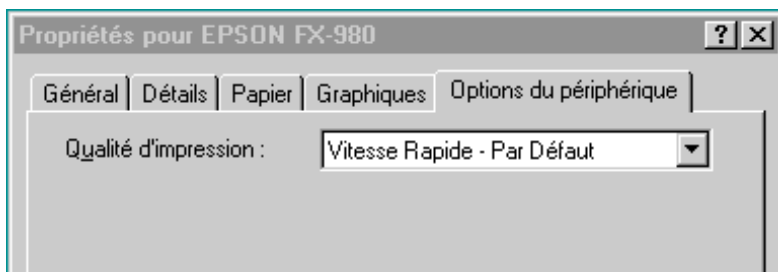 Propriétés pour EPSON FX-980
Général Détails Papier Graphiques Options du périphérique
Qualité d'impression : Vitesse Rapide - Par Défaut